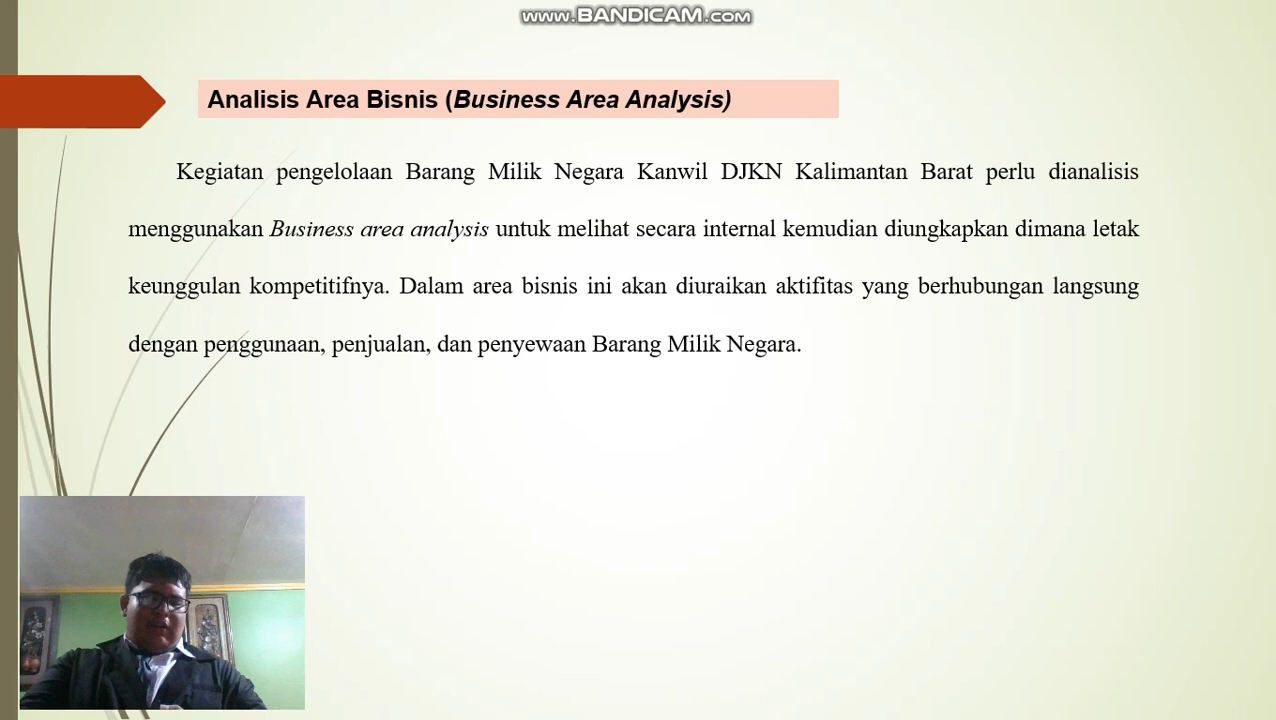 www.BANDICAM.com
Analisis Area Bisnis (Business Area Analysis)
Kegiatan pengelolaan Barang Milik Negara Kanwil DJKN Kalimantan Barat perlu dianalisis
menggunakan Business area analysis untuk melihat secara internal kemudian diungkapkan dimana letak
keunggulan kompetitifnya. Dalam area bisnis ini akan diuraikan aktifitas yang berhubungan langsung
dengan penggunaan, penjualan, dan penyewaan Barang Milik Negara.